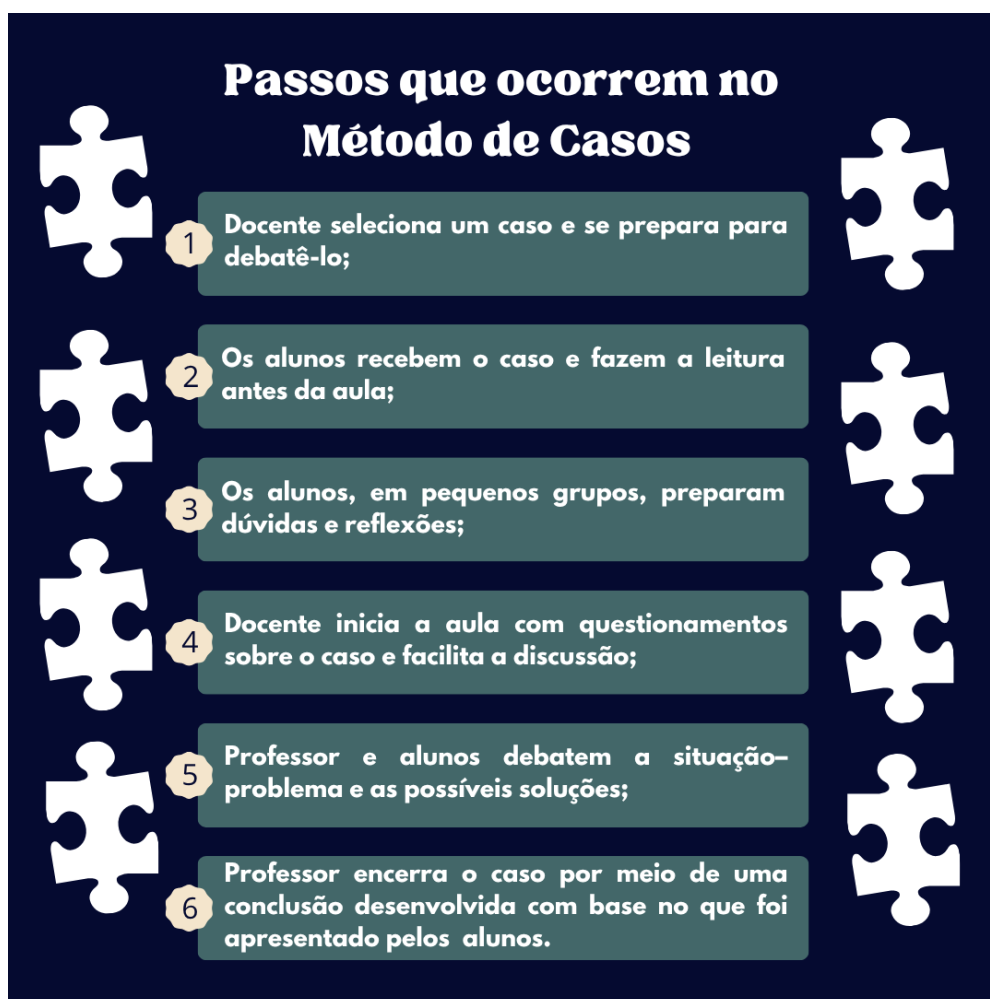 Passos que ocorrem no
Método de Casos
1
Docente seleciona um caso e se prepara para
debatê-lo;
2
Os alunos recebem o caso e fazem a leitura
antes da aula;
3
Os alunos, em pequenos grupos, preparam
dúvidas e reflexões;
4
Docente inicia a aula com questionamentos
sobre o caso e facilita a discussão;
5
Professor e alunos debatem a situação–
problema e as possíveis soluções;
6
Professor encerra o caso por meio de uma
conclusão desenvolvida com base no que foi
apresentado pelos alunos.